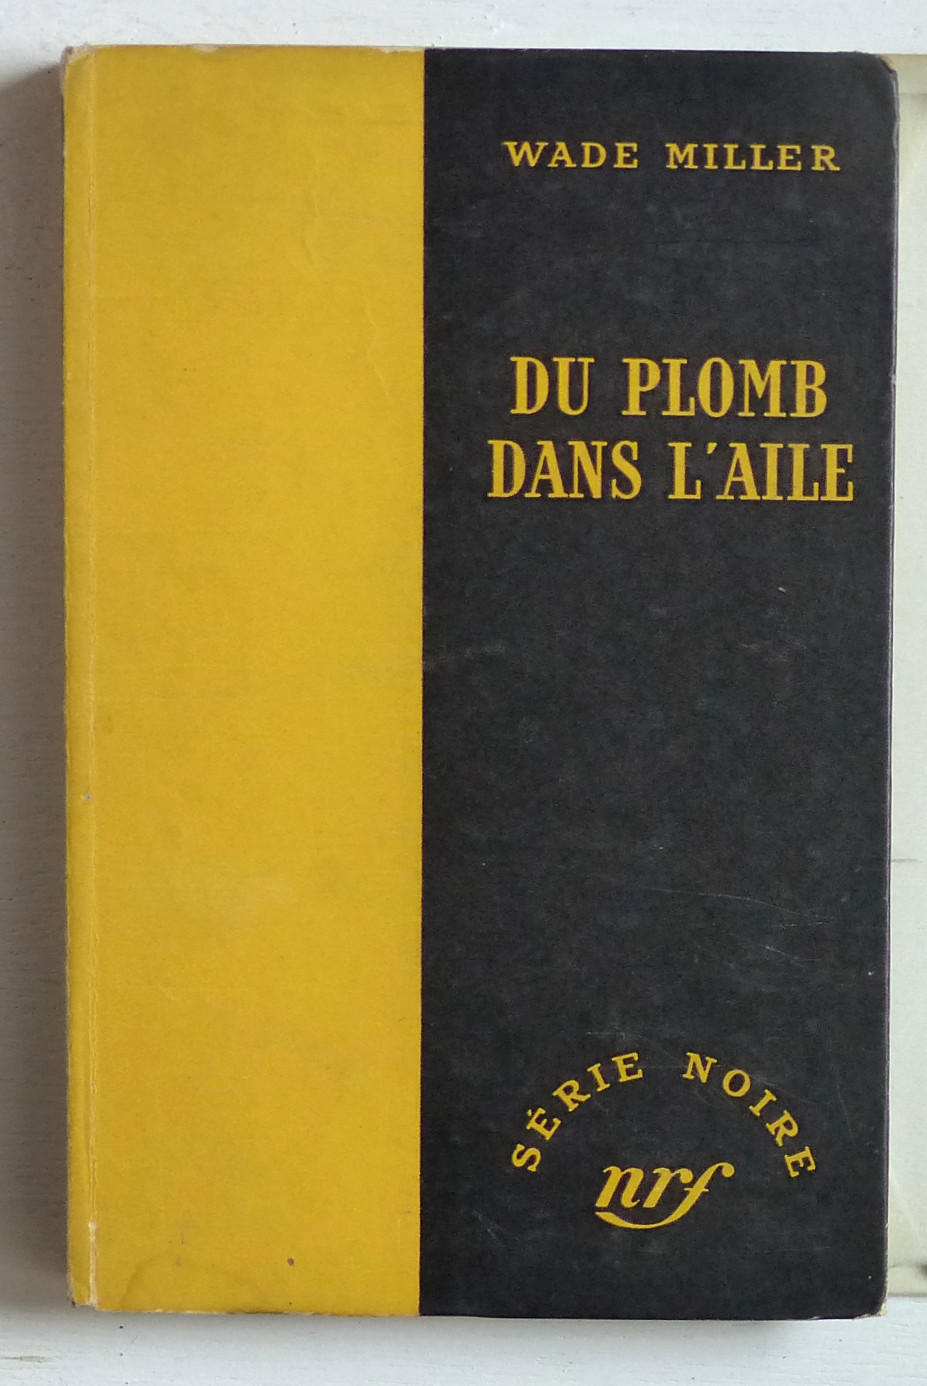 WADE MILLER
DU PLOMB
DANS L'AILE
SÉRIE NOIRE
nrf